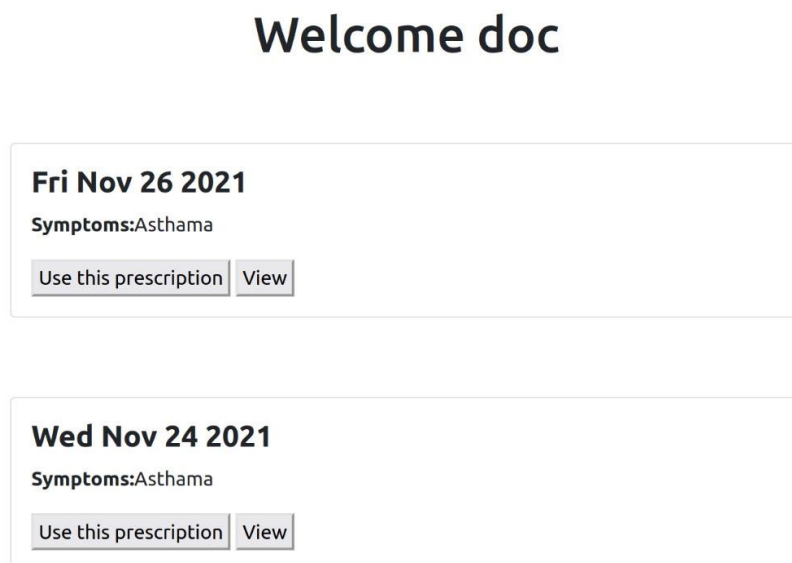 Welcome doc
Fri Nov 26 2021
Symptoms:Asthama
Use this prescription View
Wed Nov 24 2021
Symptoms:Asthama
Use this prescription View